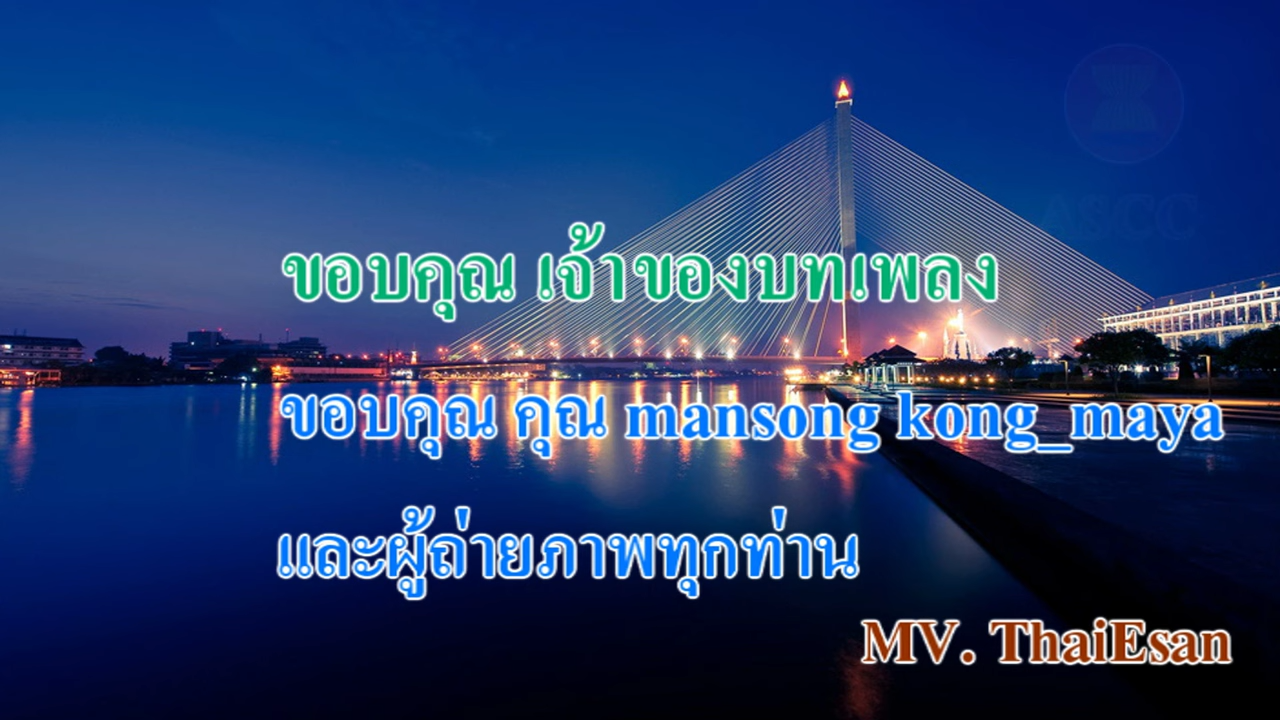 ASCC
ขอบคุณ เจ้าของบทเพลง
ขอบคุณ คุณ mansong kong_maya
และผู้ถ่ายภาพทุกท่าน
MV. ThaiEsan